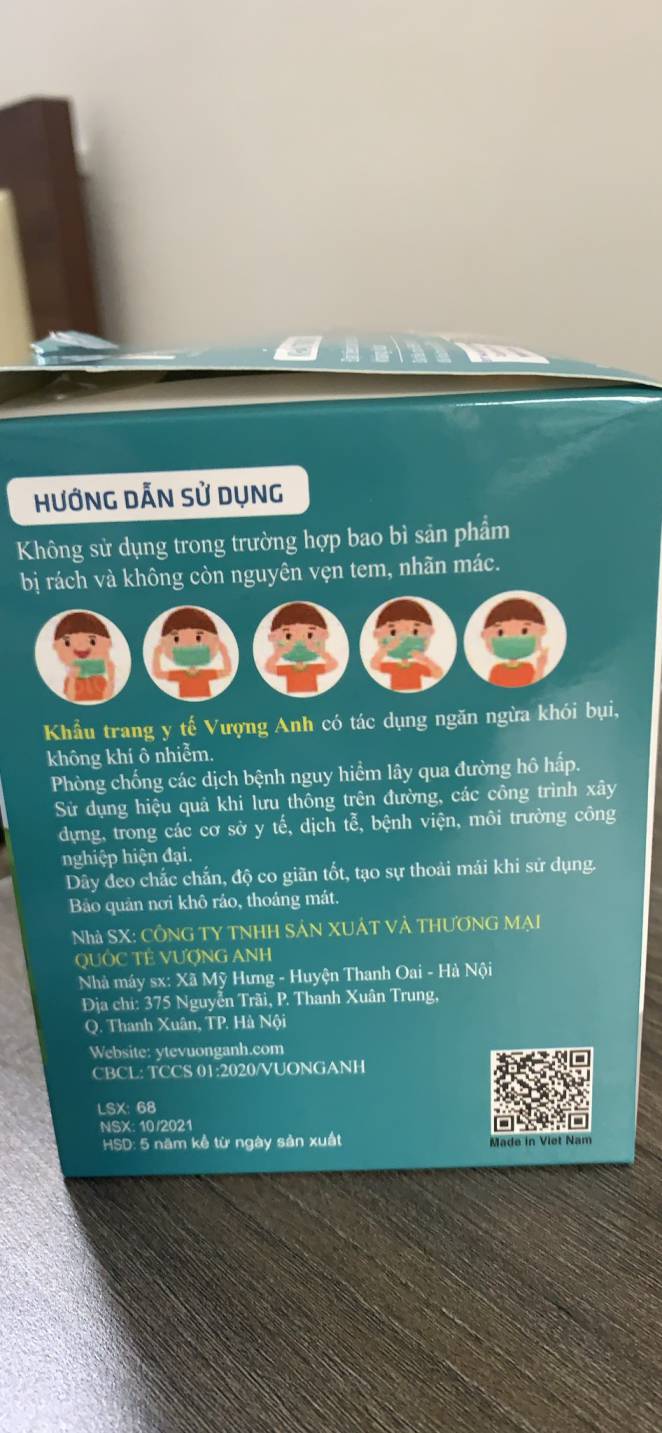 HƯỚNG DẪN SỬ DỤNG
Không sử dụng trong trường hợp bao bì sản phẩm
bị rách và không còn nguyên vẹn tem, nhãn mác.
Khẩu trang y tế Vượng Anh có tác dụng ngăn ngừa khói bụi,
không khí ô nhiễm.
Phòng chống các dịch bệnh nguy hiểm lây qua đường hô hấp.
Sử dụng hiệu quả khi lưu thông trên đường, các công trình xây
dựng, trong các cơ sở y tế, dịch tễ, bệnh viện, môi trường công
nghiệp hiện đại.
Dây đeo chắc chắn, độ co giãn tốt, tạo sự thoải mái khi sử dụng.
Bảo quản nơi khô ráo, thoáng mát.
Nhà SX: CÔNG TY TNHH SẢN XUẤT VÀ THƯƠNG MẠI
QUỐC TẾ VƯỢNG ANH
Nhà máy sx: Xã Mỹ Hưng - Huyện Thanh Oai - Hà Nội
Địa chỉ: 375 Nguyễn Trãi, P. Thanh Xuân Trung,
Q. Thanh Xuân, TP. Hà Nội
Website: ytevuonganh.com
CBCL: TCCS 01:2020/VUONGANH
LSX: 68
NSX: 10/2021
HSD: 5 năm kể từ ngày sản xuất
Made in Viet Nam